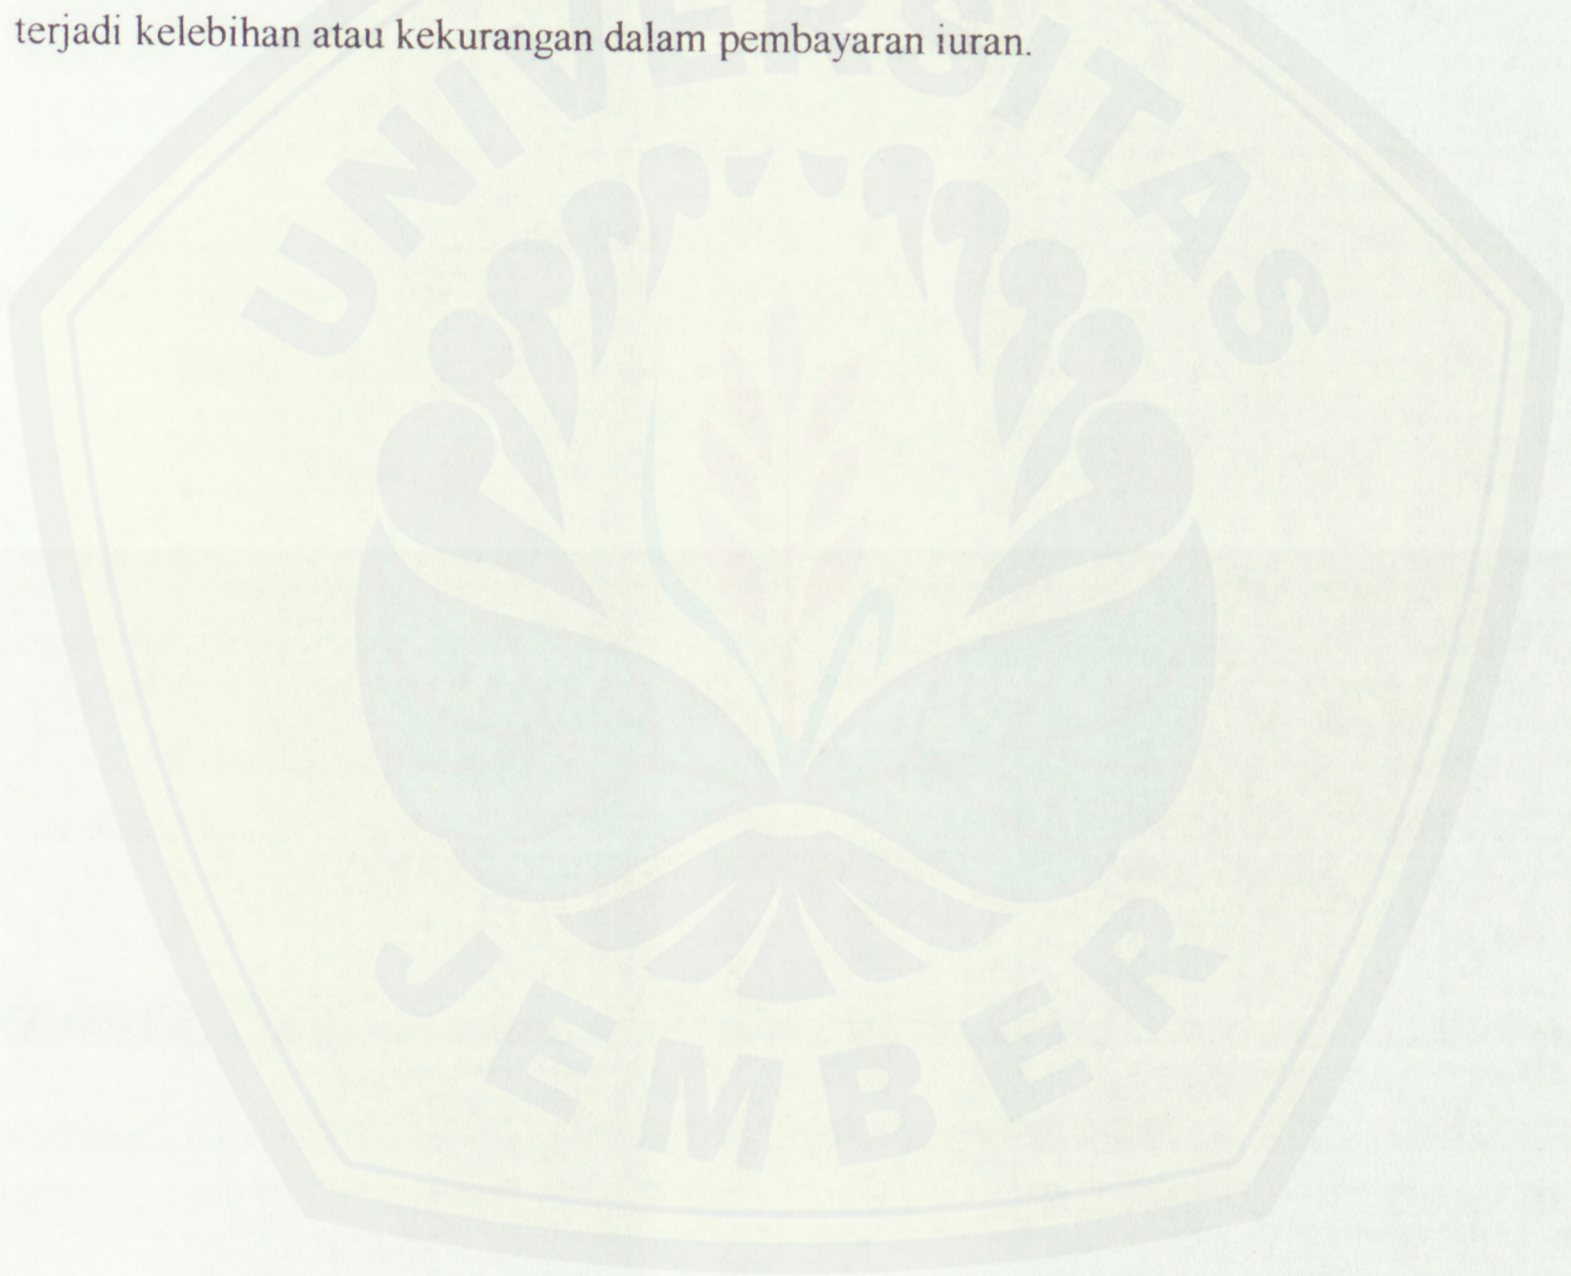 terjadi kelebihan atau kekurangan dalam pembayaran iuran.
UNIVERSITAS
JEMBER